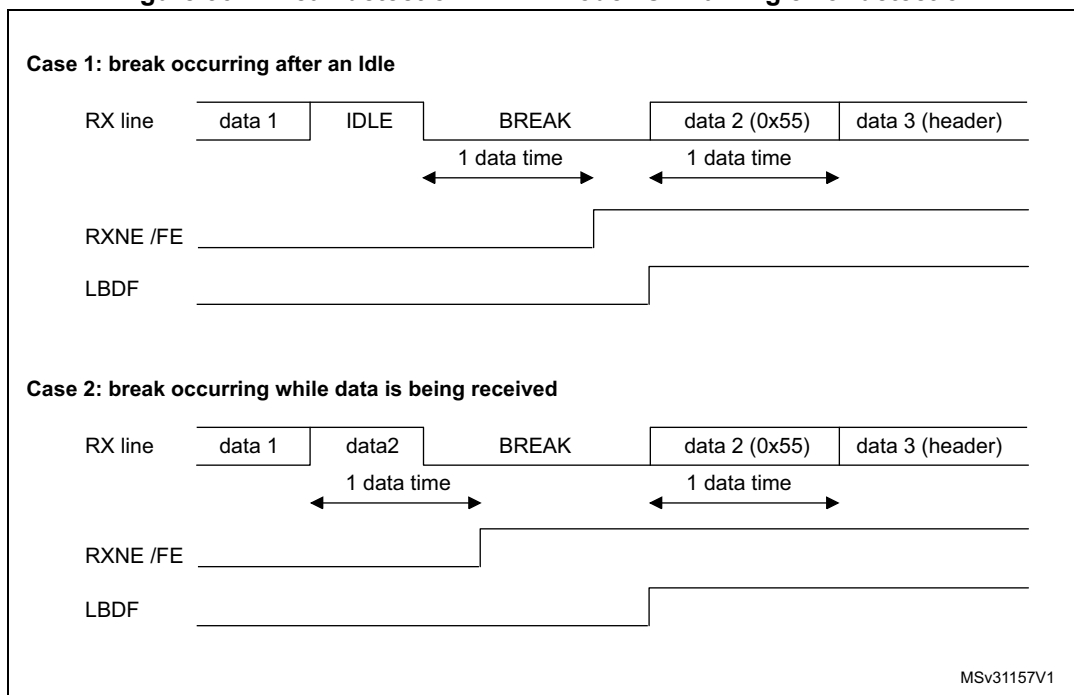 Case 1: break occurring after an Idle
RX line data 1 IDLE BREAK data 2 (0x55) data 3 (header)
1 data time 1 data time
RXNE /FE
LBDF
Case 2: break occurring while data is being received
RX line data 1 data2 BREAK data 2 (0x55) data 3 (header)
1 data time 1 data time
RXNE /FE
LBDF
MSv31157V1